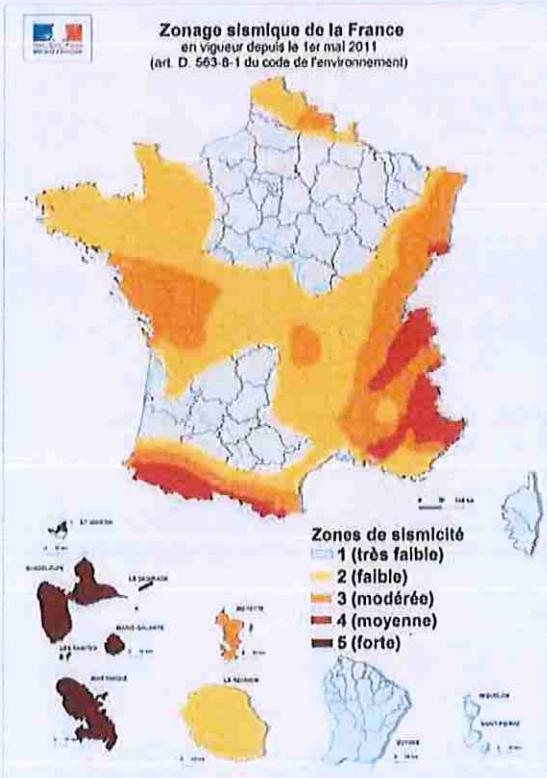 Zonage sismique de la France
en vigueur depuis le 1er mai 2011
(art. D. 563-8-1 du code de l'environnement)
Zones de sismicité
1 (très faible)
2 (faible)
3 (modérée)
4 (moyenne)
5 (forte)
GUADELOUPE
LA DESIRADE
MARIE-GALANTE
LES SAINTES
MAYOTTE
MARTINIQUE
LA REUNION
GUYANE
MIQUELON
SAINT-PIERRE